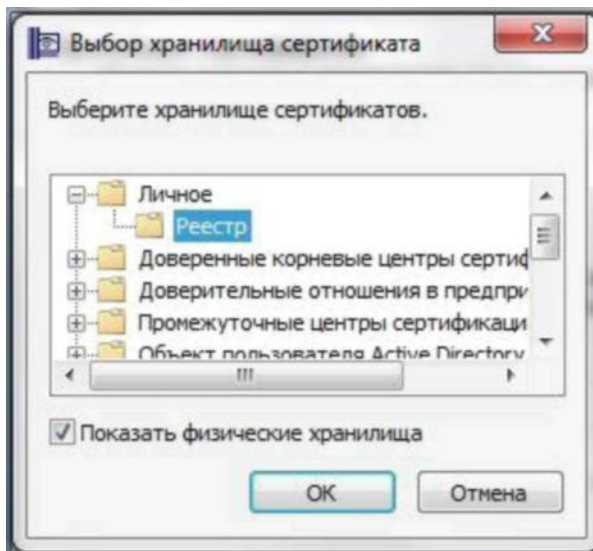 Выбор хранилища сертификата
Выберите хранилище сертификатов.
Личное
Реестр
Доверенные корневые центры сертиф
Доверительные отношения в предпри
Промежуточные центры сертификаци
Объект пользователя Active Directory
Показать физические хранилища
ОК
Отмена